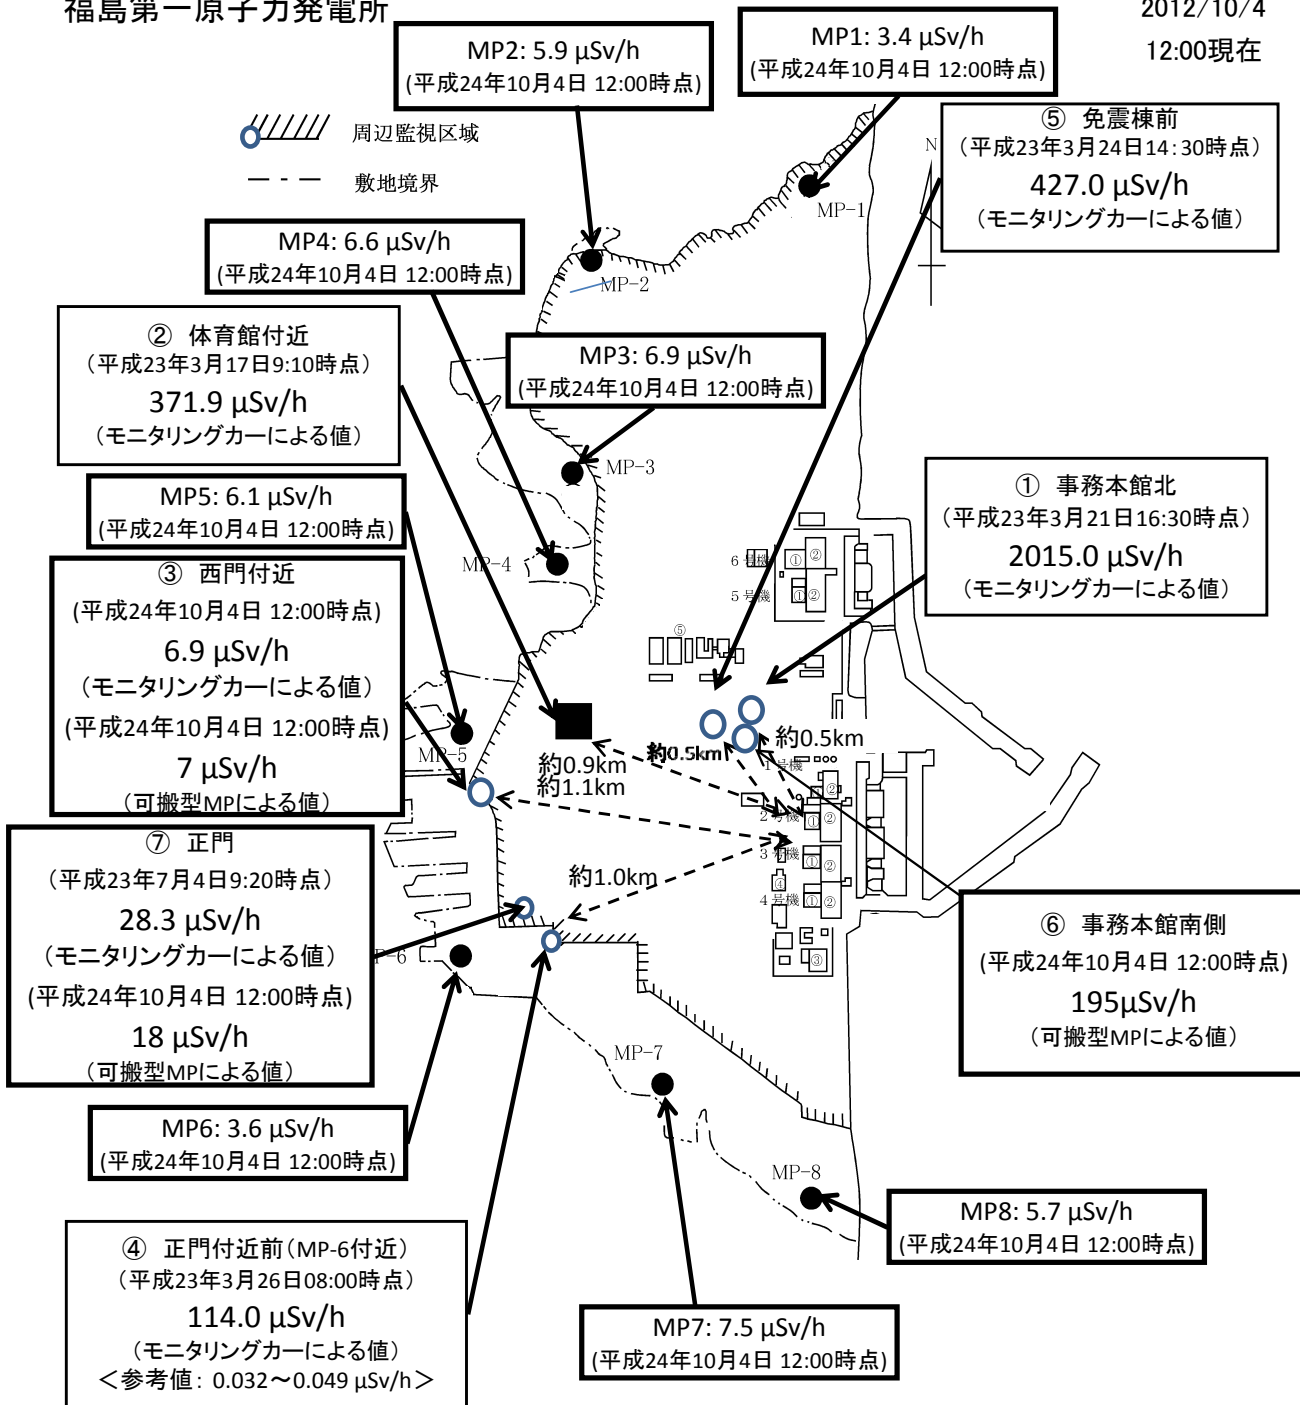 福島第一原子力発電所
2012/10/4
12:00現在
MP2: 5.9 μSv/h
(平成24年10月4日 12:00時点)
MP1: 3.4 μSv/h
(平成24年10月4日 12:00時点)
周辺監視区域
敷地境界
⑤ 免震棟前
(平成23年3月24日14:30時点)
427.0 μSv/h
(モニタリングカーによる値)
N
MP-1
MP4: 6.6 μSv/h
(平成24年10月4日 12:00時点)
MP-2
② 体育館付近
(平成23年3月17日9:10時点)
371.9 μSv/h
(モニタリングカーによる値)
MP3: 6.9 μSv/h
(平成24年10月4日 12:00時点)
MP-3
MP5: 6.1 μSv/h
(平成24年10月4日 12:00時点)
① 事務本館北
(平成23年3月21日16:30時点)
2015.0 μSv/h
(モニタリングカーによる値)
MP-4
6号機
① ②
5号機
① ②
③ 西門付近
(平成24年10月4日 12:00時点)
6.9 μSv/h
(モニタリングカーによる値)
(平成24年10月4日 12:00時点)
7 μSv/h
(可搬型MPによる値)
⑤
MP-5
約0.9km
約1.1km
約0.5km
約0.5km
1号機
②
2号機
① ②
3号機
① ②
④
4号機
① ②
③
約1.0km
⑦ 正門
(平成23年7月4日9:20時点)
28.3 μSv/h
(モニタリングカーによる値)
(平成24年10月4日 12:00時点)
18 μSv/h
(可搬型MPによる値)
P-6
⑥ 事務本館南側
(平成24年10月4日 12:00時点)
195μSv/h
(可搬型MPによる値)
MP-7
MP6: 3.6 μSv/h
(平成24年10月4日 12:00時点)
MP-8
MP8: 5.7 μSv/h
(平成24年10月4日 12:00時点)
④ 正門付近前(MP-6付近)
(平成23年3月26日08:00時点)
114.0 μSv/h
(モニタリングカーによる値)
＜参考値: 0.032～0.049 μSv/h＞
MP7: 7.5 μSv/h
(平成24年10月4日 12:00時点)